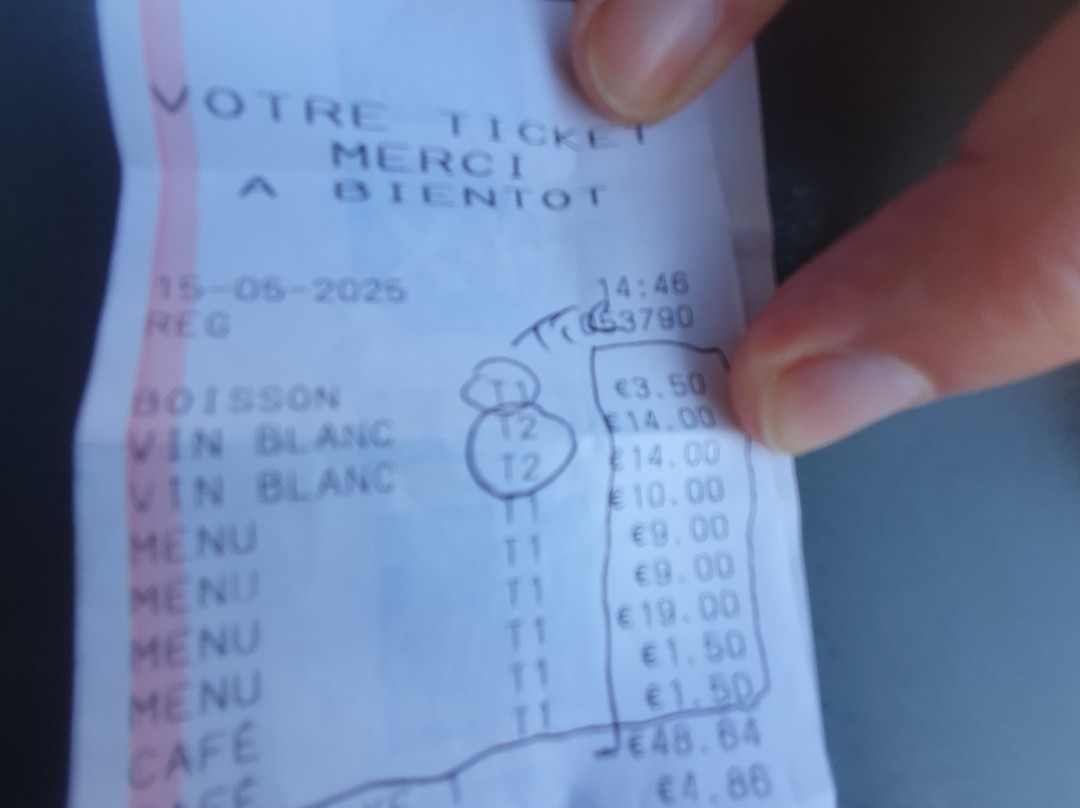 VOTRE TICKET
MERCI
A BIENTOT
15-05-2025 14:46
REG 053790
BOISSON T1 €3.50
VIN BLANC T2 €14.00
VIN BLANC T2 €14.00
MENU T1 €10.00
MENU T1 €9.00
MENU T1 €9.00
MENU T1 €19.00
CAFÉ T1 €1.50
CAFÉ T1 €1.50
€48.64
€4.86